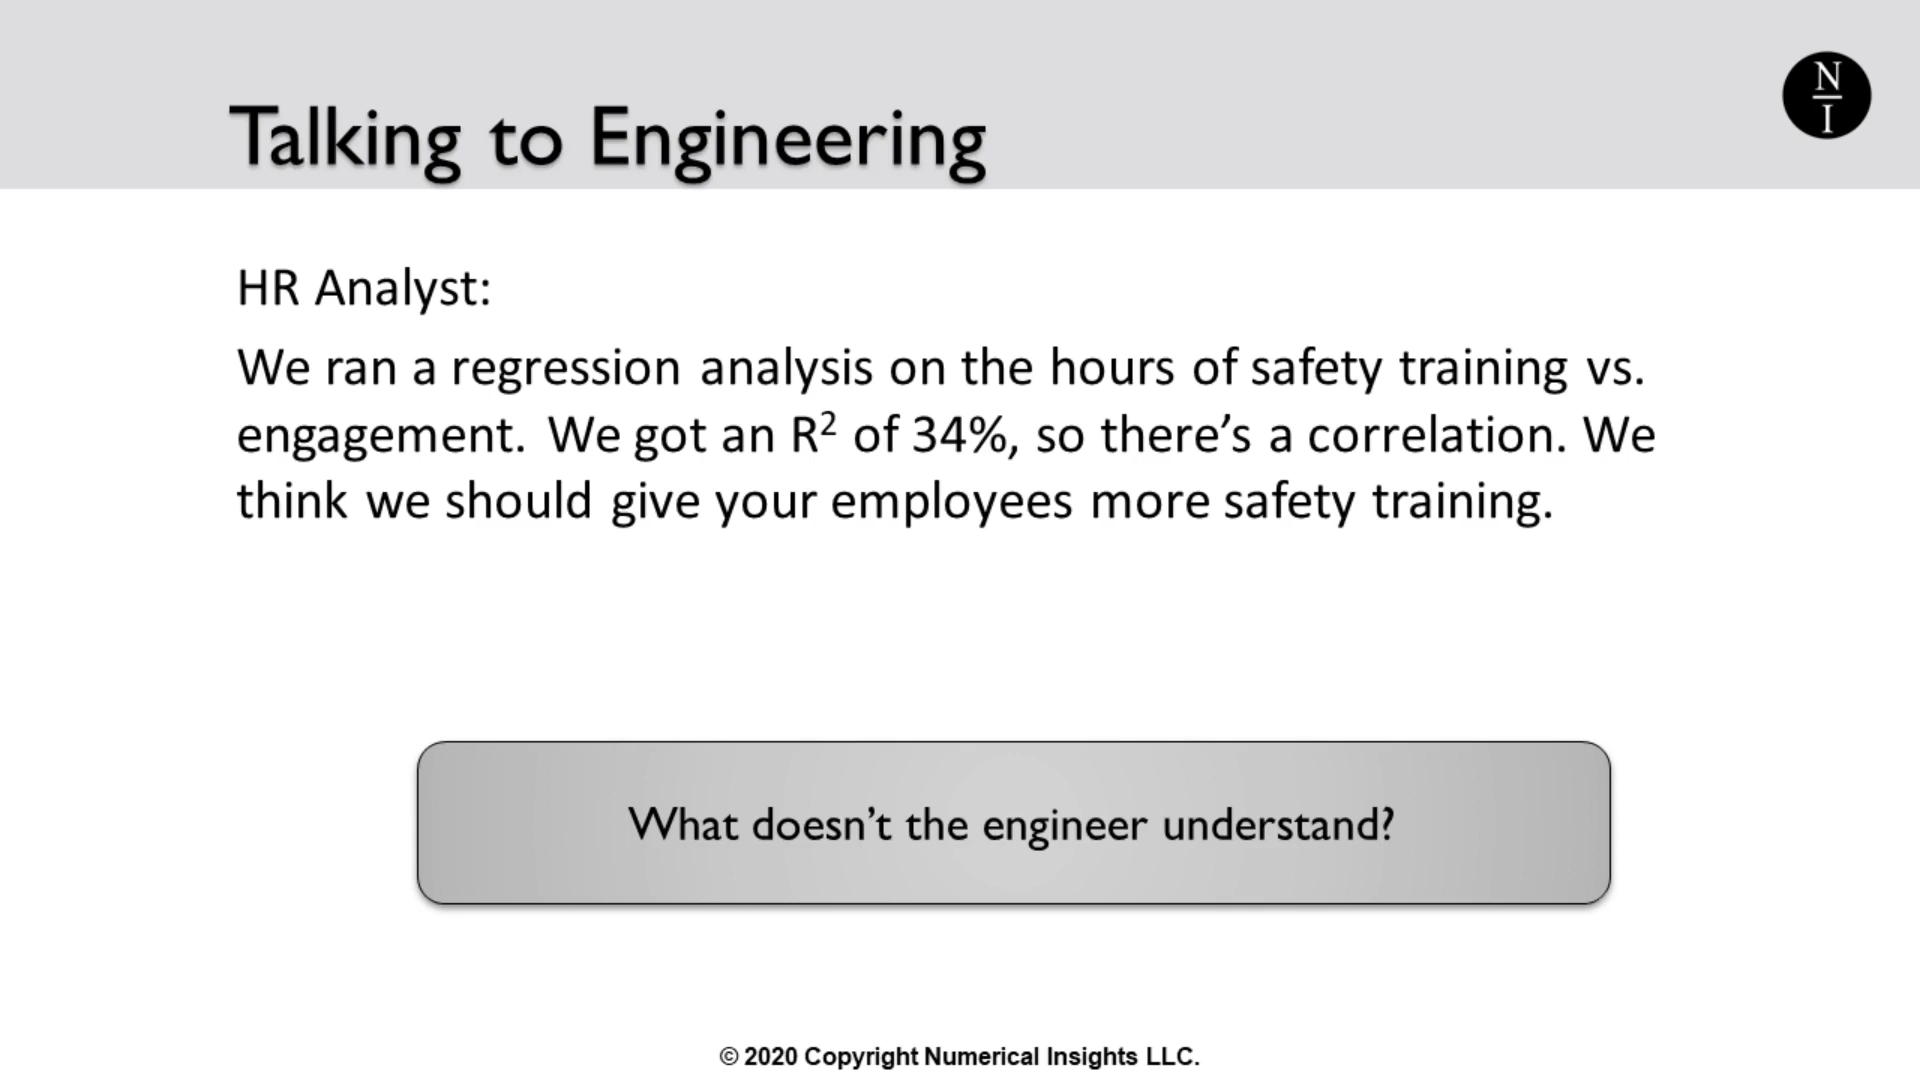 N
I
Talking to Engineering
HR Analyst:
We ran a regression analysis on the hours of safety training vs.
engagement. We got an R² of 34%, so there’s a correlation. We
think we should give your employees more safety training.
What doesn’t the engineer understand?
© 2020 Copyright Numerical Insights LLC.